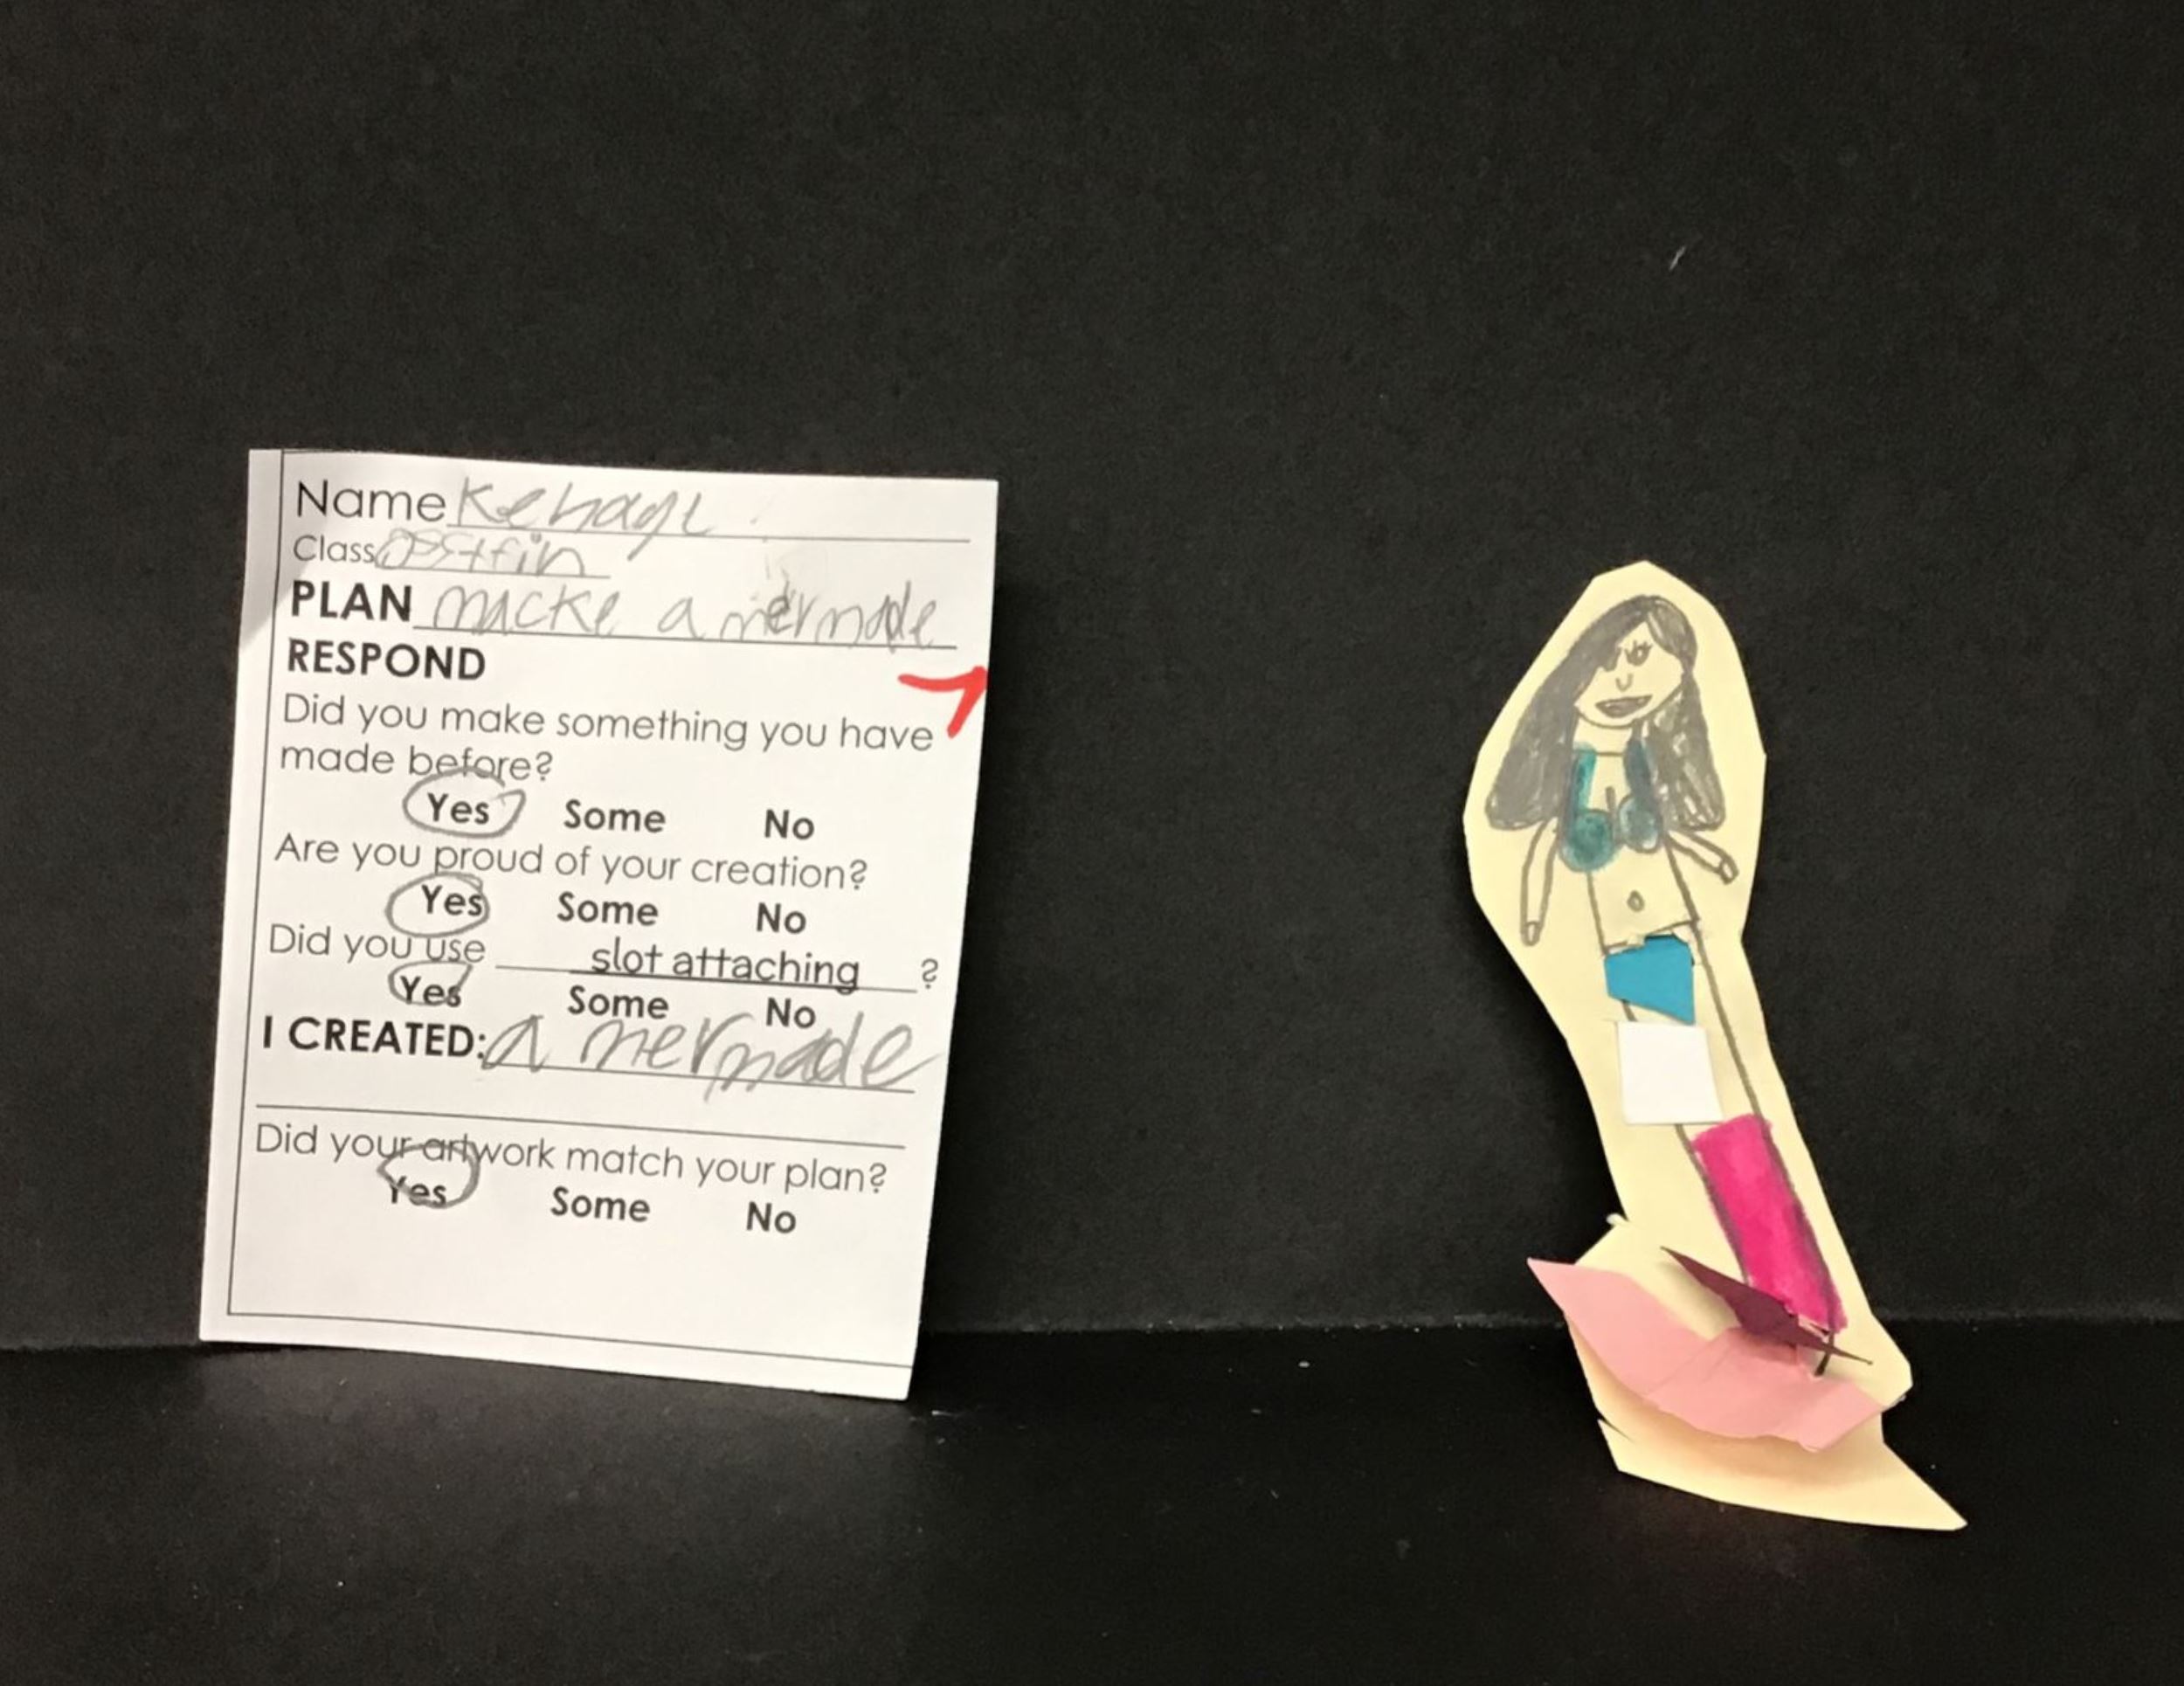 Name Kehayl
Class
PLAN macke a mermade
RESPOND
Did you make something you have
made before?
Yes Some No
Are you proud of your creation?
Yes Some No
Did you use slot attaching ?
Yes Some No
I CREATED: a mermade
Did your artwork match your plan?
Yes Some No